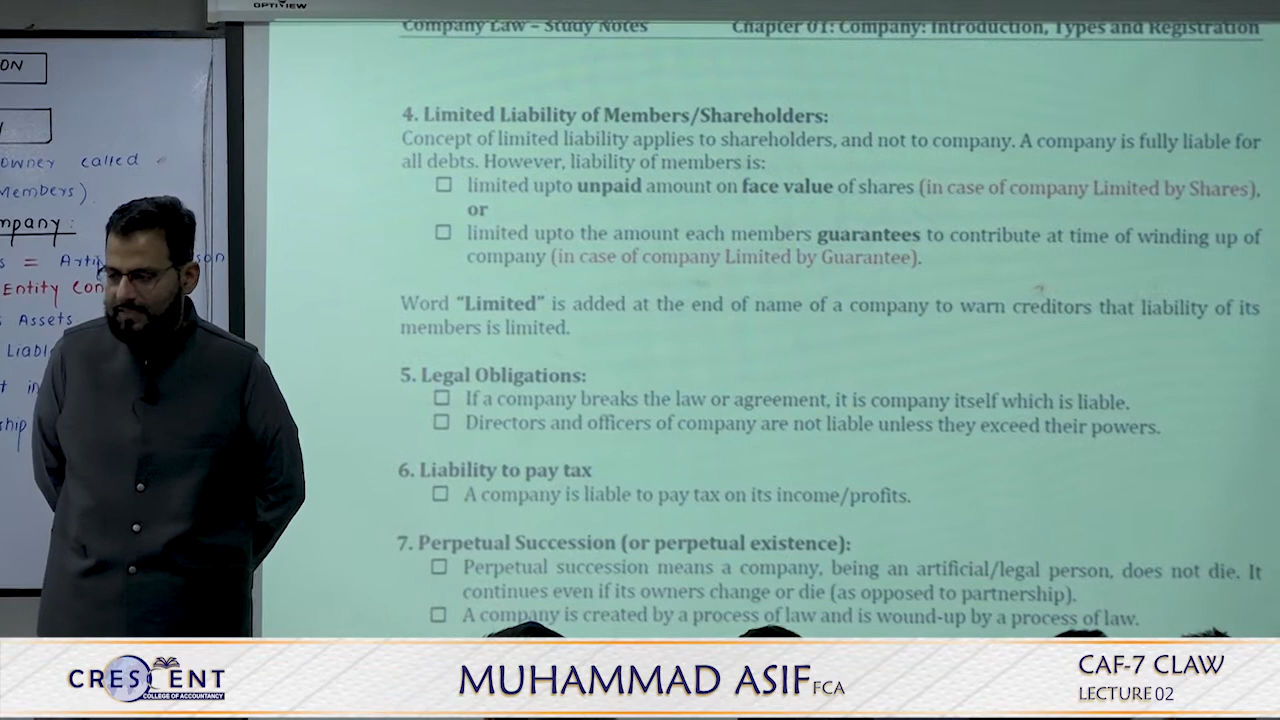 OPTIVIEW
Company Law – Study Notes Chapter 01: Company: Introduction, Types and Registration
4. Limited Liability of Members/Shareholders:
Concept of limited liability applies to shareholders, and not to company. A company is fully liable for
all debts. However, liability of members is:
☐ limited upto unpaid amount on face value of shares (in case of company Limited by Shares),
or
☐ limited upto the amount each members guarantees to contribute at time of winding up of
company (in case of company Limited by Guarantee).
Word “Limited” is added at the end of name of a company to warn creditors that liability of its
members is limited.
5. Legal Obligations:
☐ If a company breaks the law or agreement, it is company itself which is liable.
☐ Directors and officers of company are not liable unless they exceed their powers.
6. Liability to pay tax
☐ A company is liable to pay tax on its income/profits.
7. Perpetual Succession (or perpetual existence):
☐ Perpetual succession means a company, being an artificial/legal person, does not die. It
continues even if its owners change or die (as opposed to partnership).
☐ A company is created by a process of law and is wound-up by a process of law.
ON
owner called
Members)
mpany:
= Arti on
Entity Con
Assets
Liabl
t in
ship
CRESCENT
COLLEGE OF ACCOUNTANCY
MUHAMMAD ASIF FCA
CAF-7 CLAW
LECTURE 02